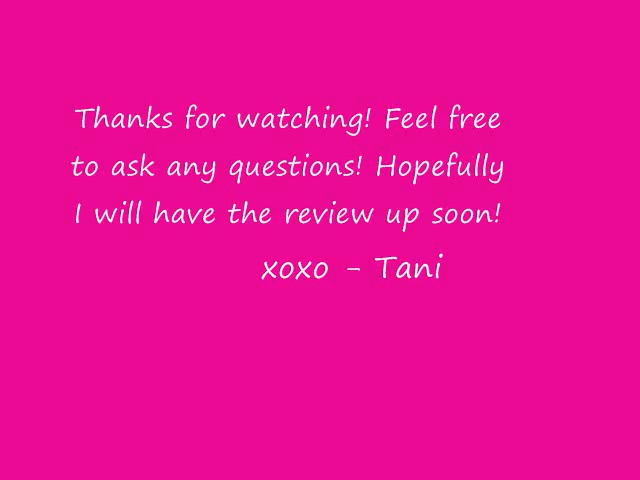 Thanks for watching! Feel free
to ask any questions! Hopefully
I will have the review up soon!
xoxo - Tani